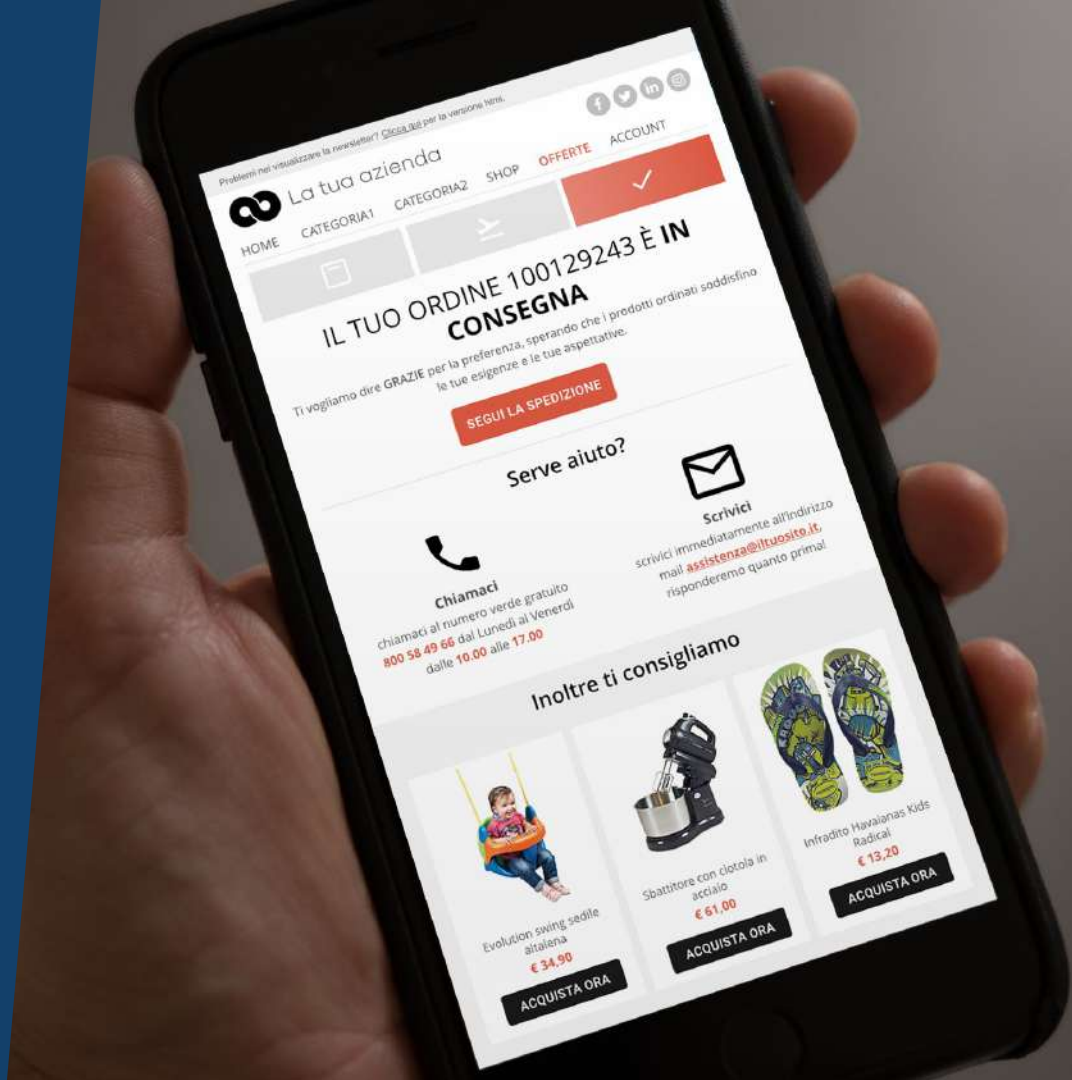 Problemi nel visualizzare la newsletter? Clicca qui per la versione html.
La tua azienda
HOME CATEGORIA1 CATEGORIA2 SHOP OFFERTE ACCOUNT
IL TUO ORDINE 100129243 È IN
CONSEGNA
Ti vogliamo dire GRAZIE per la preferenza, sperando che i prodotti ordinati soddisfino
le tue esigenze e le tue aspettative.
SEGUI LA SPEDIZIONE
Serve aiuto?
Chiamaci
chiamaci al numero verde gratuito
800 58 49 66 dal Lunedì al Venerdì
dalle 10.00 alle 17.00
Scrivici
scrivici immediatamente all'indirizzo
mail assistenza@iltuosito.it,
risponderemo quanto prima!
Inoltre ti consigliamo
Evolution swing sedile
altalena
€ 34,90
ACQUISTA ORA
Sbattitore con ciotola in
acciaio
€ 61,00
ACQUISTA ORA
Infradito Havaianas Kids
Radical
€ 13,20
ACQUISTA ORA